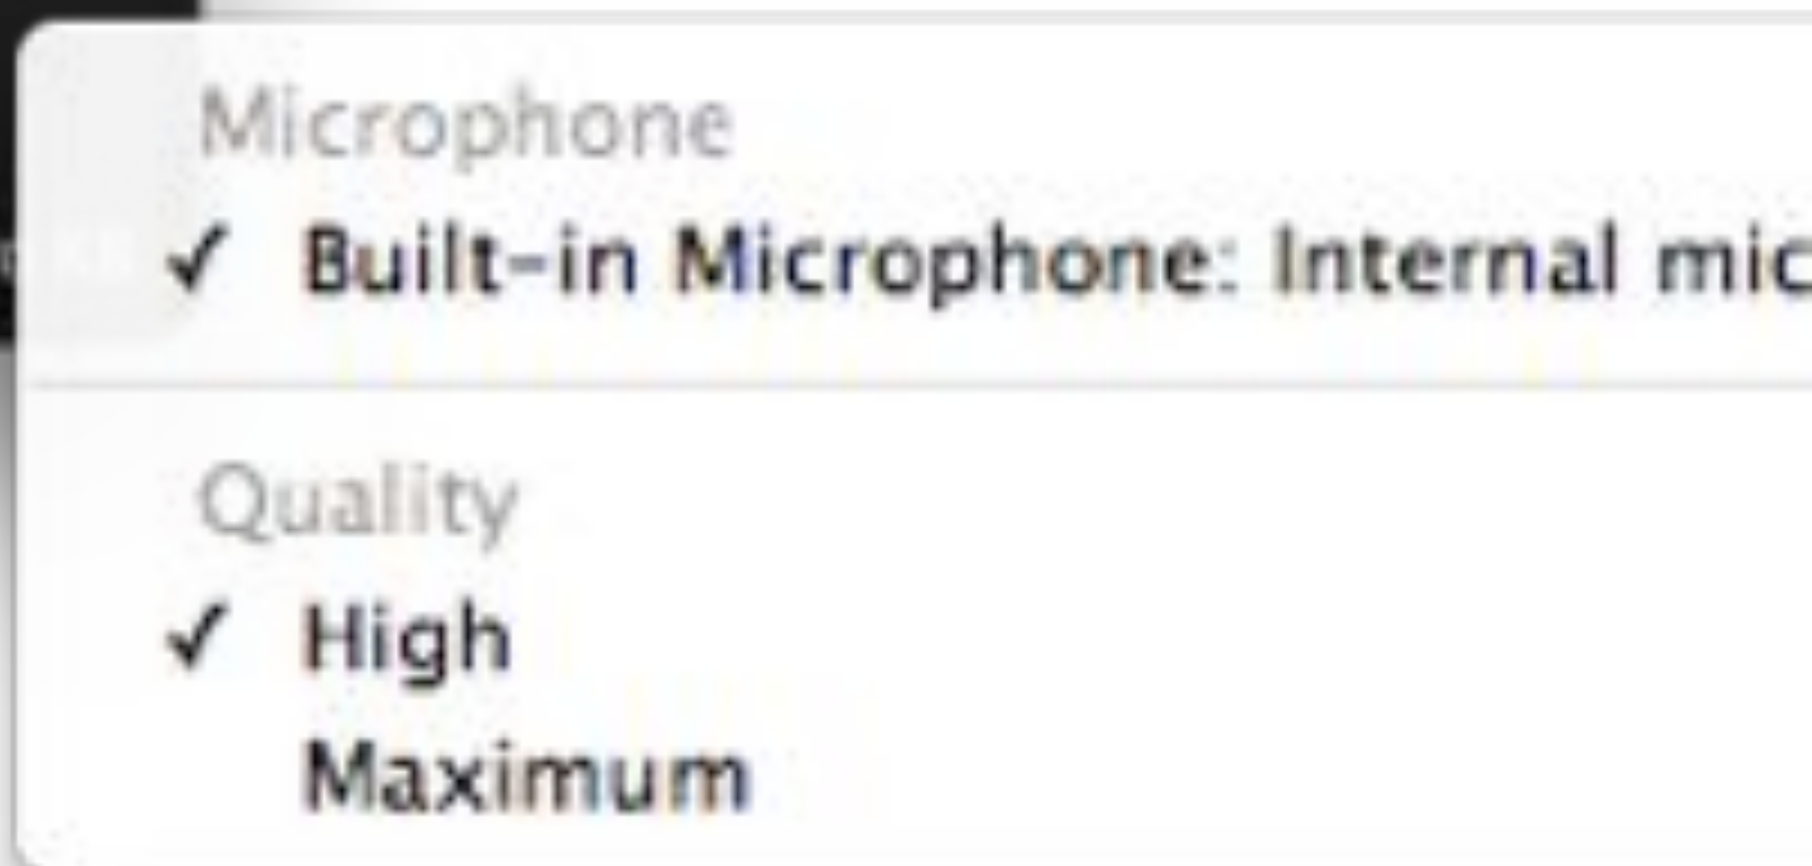 Microphone
✓ Built-in Microphone: Internal mic
Quality
✓ High
Maximum